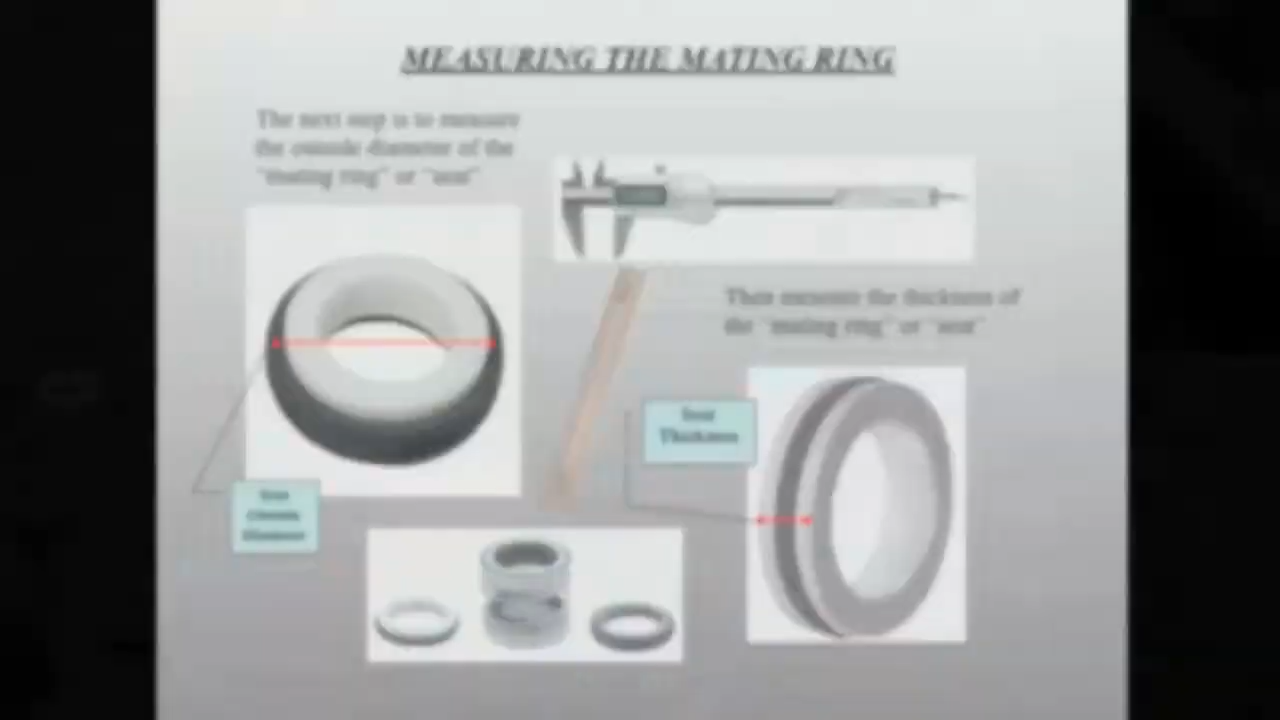 MEASURING THE MATING RING
The next step is to measure
the outside diameter of the
"mating ring" or "seat"
Then measure the thickness of
the "mating ring" or "seat"
Seat
Thickness
Seat
Outside
Diameter